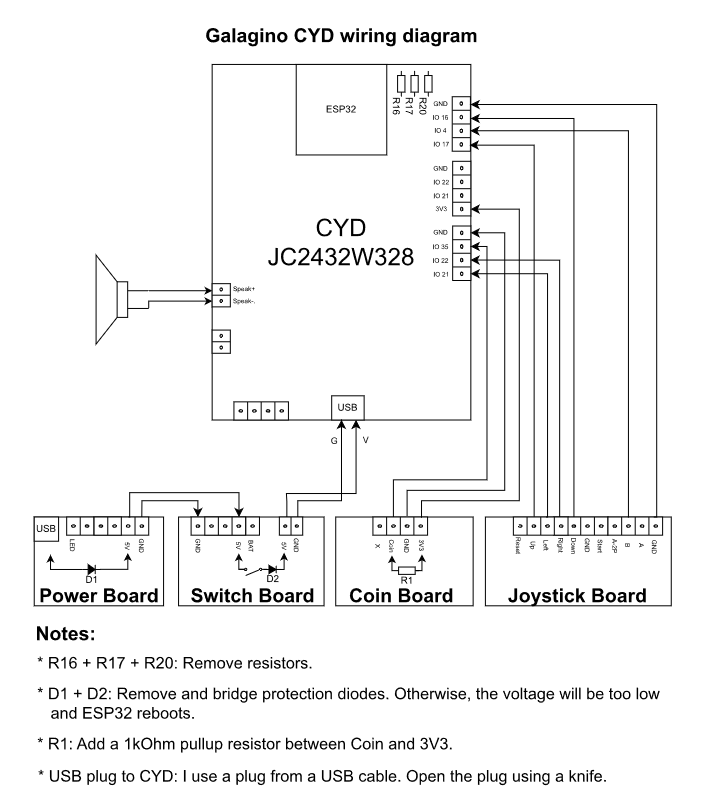 Galagino CYD wiring diagram
ESP32
R16
R17
R20
GND
IO 16
IO 4
IO 17
GND
IO 22
IO 21
3V3
GND
IO 35
IO 22
IO 21
CYD
JC2432W328
Speak+
Speak-.
USB
G
V
USB
LED
5V
GND
D1
Power Board
GND
5V
BAT
5V
GND
D2
Switch Board
X
Coin
GND
3V3
R1
Coin Board
Reset
Up
Left
Right
Down
GND
Start
A-2P
B
A
GND
Joystick Board
Notes:
* R16 + R17 + R20: Remove resistors.
* D1 + D2: Remove and bridge protection diodes. Otherwise, the voltage will be too low
and ESP32 reboots.
* R1: Add a 1kOhm pullup resistor between Coin and 3V3.
* USB plug to CYD: I use a plug from a USB cable. Open the plug using a knife.